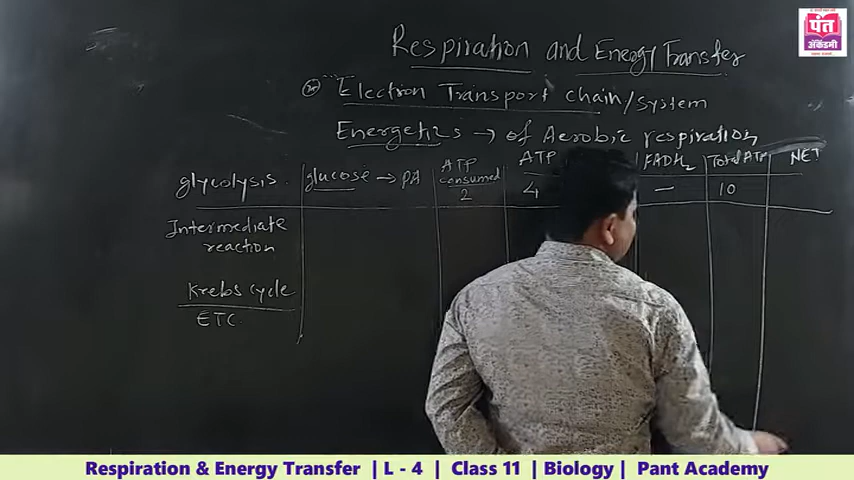 पंत
अ‍ॅकॅडमी
Respiration and Energy Transfer
Electron Transport chain/system
Energetics → of Aerobic respiration
glycolysis. glucose → PA ATP consumed 2 ATP 4 FADH2 – Total ATP 10 NET
Intermediate
reaction
Krebs cycle
ETC
Respiration & Energy Transfer | L - 4 | Class 11 | Biology | Pant Academy